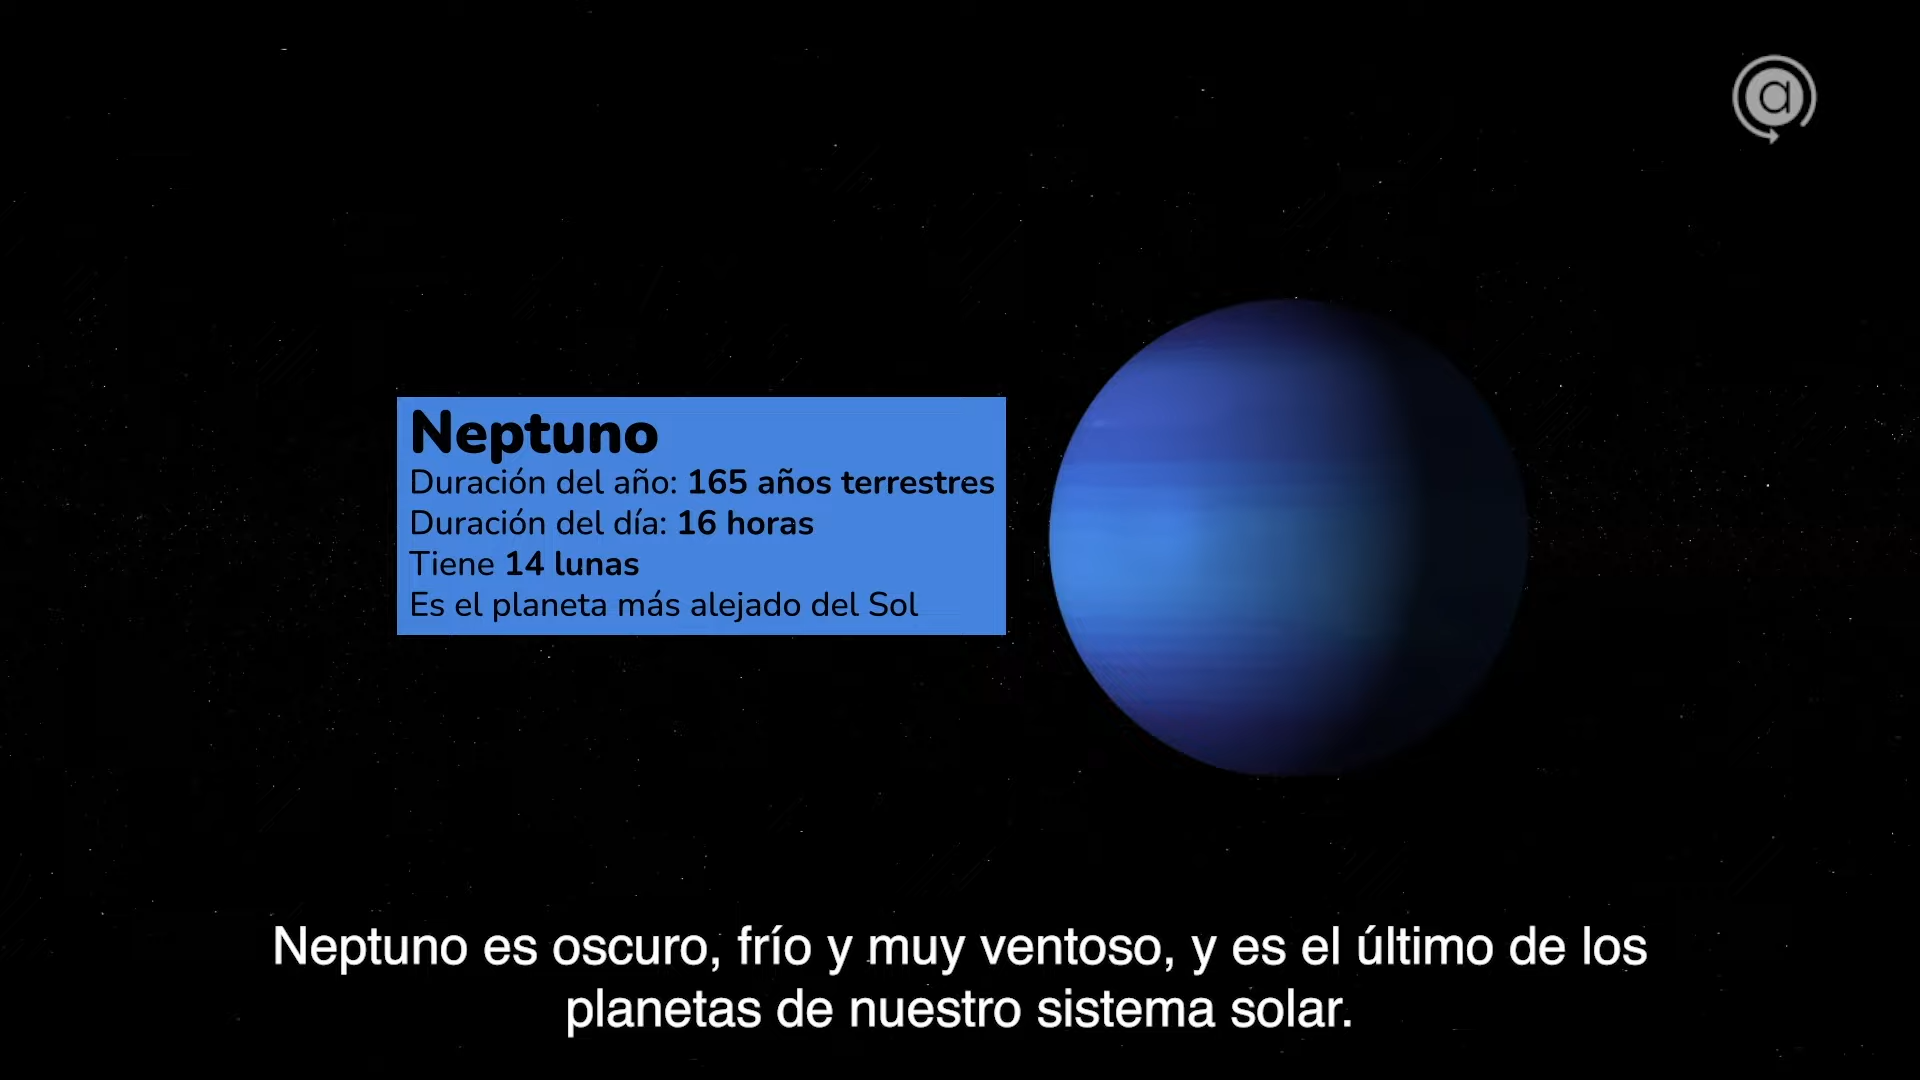 Neptuno
Duración del año: 165 años terrestres
Duración del día: 16 horas
Tiene 14 lunas
Es el planeta más alejado del Sol
Neptuno es oscuro, frío y muy ventoso, y es el último de los
planetas de nuestro sistema solar.